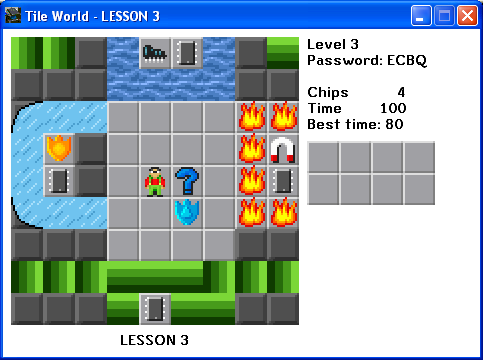 Tile World - LESSON 3
Level 3
Password: ECBQ
Chips 4
Time 100
Best time: 80
?
LESSON 3